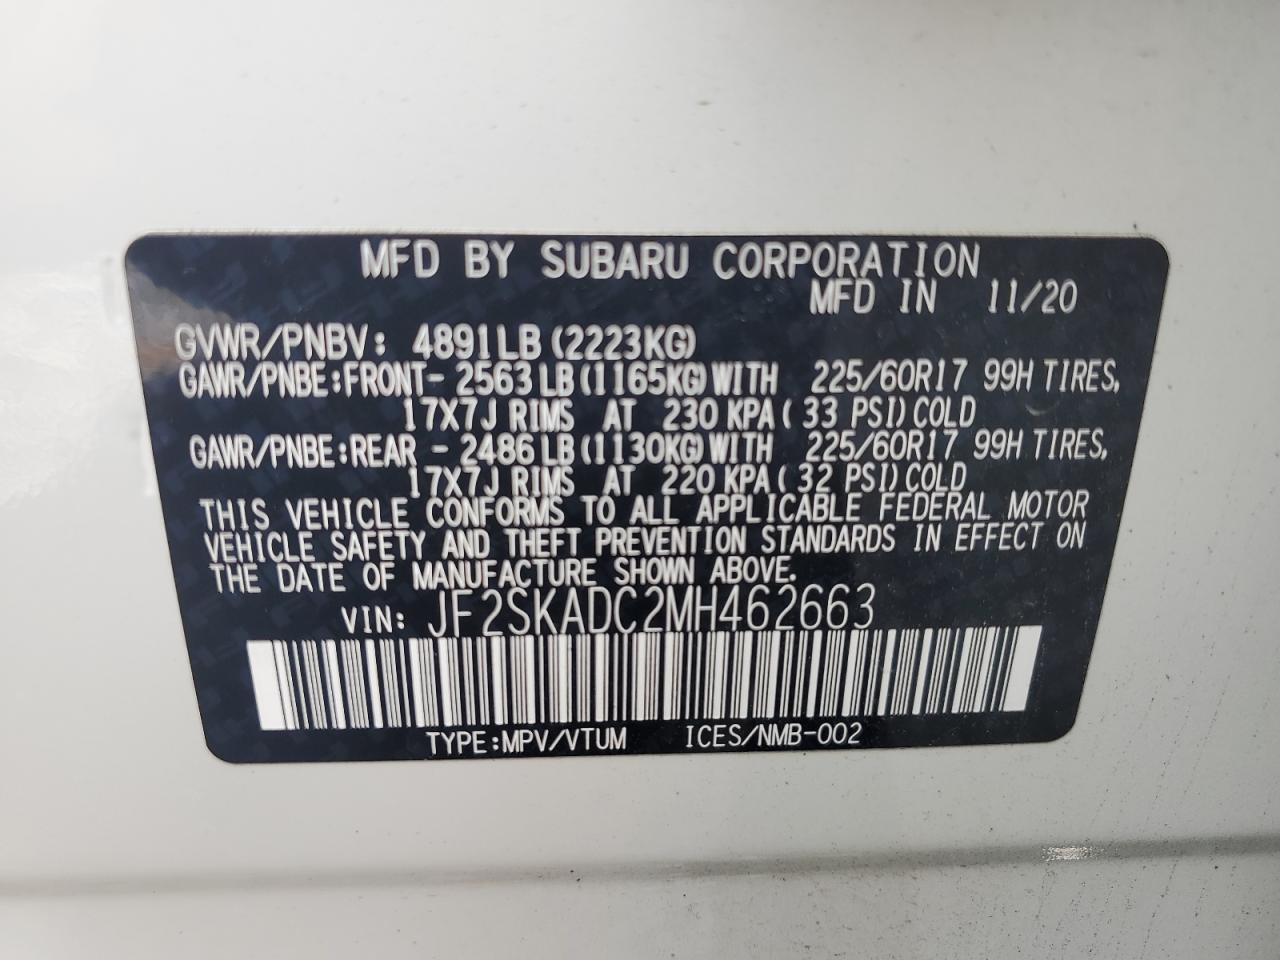 MFD BY SUBARU CORPORATION
MFD IN 11/20
GVWR/PNBV: 4891LB(2223KG)
GAWR/PNBE:FRONT- 2563LB(1165KG)WITH 225/60R17 99H TIRES,
17X7J RIMS AT 230 KPA( 33 PSI)COLD
GAWR/PNBE:REAR - 2486LB(1130KG)WITH 225/60R17 99H TIRES,
17X7J RIMS AT 220 KPA( 32 PSI)COLD
THIS VEHICLE CONFORMS TO ALL APPLICABLE FEDERAL MOTOR
VEHICLE SAFETY AND THEFT PREVENTION STANDARDS IN EFFECT ON
THE DATE OF MANUFACTURE SHOWN ABOVE.
VIN: JF2SKADC2MH462663
TYPE:MPV/VTUM ICES/NMB-002